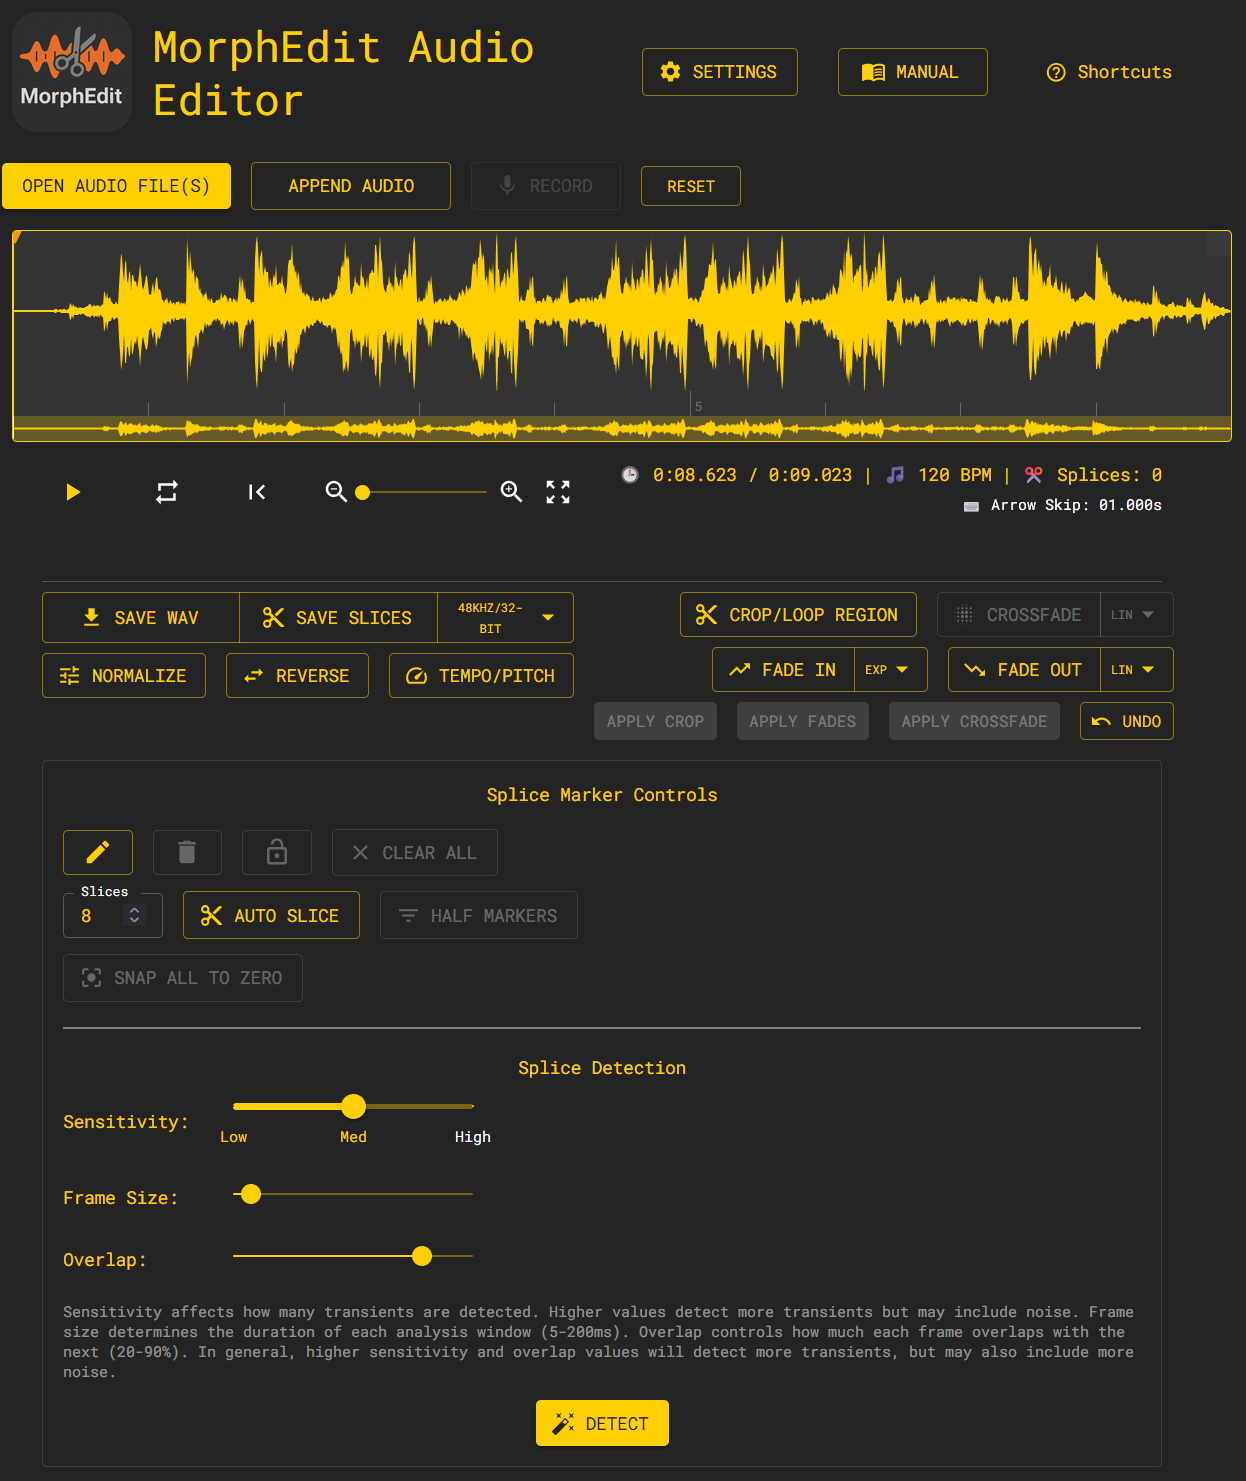 MorphEdit
MorphEdit Audio
Editor
SETTINGS
MANUAL
Shortcuts
OPEN AUDIO FILE(S)
APPEND AUDIO
RECORD
RESET
5
0:08.623 / 0:09.023 | 120 BPM | Splices: 0
Arrow Skip: 01.000s
SAVE WAV
SAVE SLICES
48KHZ/32-
BIT
CROP/LOOP REGION
CROSSFADE
LIN
NORMALIZE
REVERSE
TEMPO/PITCH
FADE IN
EXP
FADE OUT
LIN
APPLY CROP
APPLY FADES
APPLY CROSSFADE
UNDO
Splice Marker Controls
CLEAR ALL
Slices
8
AUTO SLICE
HALF MARKERS
SNAP ALL TO ZERO
Splice Detection
Sensitivity:
Low
Med
High
Frame Size:
Overlap:
Sensitivity affects how many transients are detected. Higher values detect more transients but may include noise. Frame
size determines the duration of each analysis window (5-200ms). Overlap controls how much each frame overlaps with the
next (20-90%). In general, higher sensitivity and overlap values will detect more transients, but may also include more
noise.
DETECT